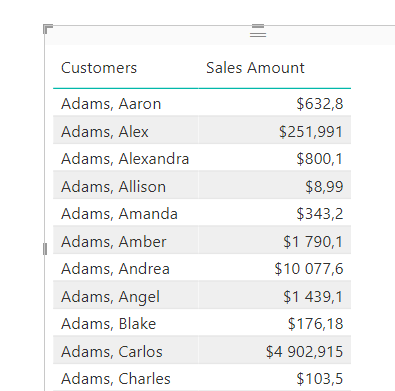 Customers Sales Amount
Adams, Aaron $632,8
Adams, Alex $251,991
Adams, Alexandra $800,1
Adams, Allison $8,99
Adams, Amanda $343,2
Adams, Amber $1 790,1
Adams, Andrea $10 077,6
Adams, Angel $1 439,1
Adams, Blake $176,18
Adams, Carlos $4 902,915
Adams, Charles $103,5